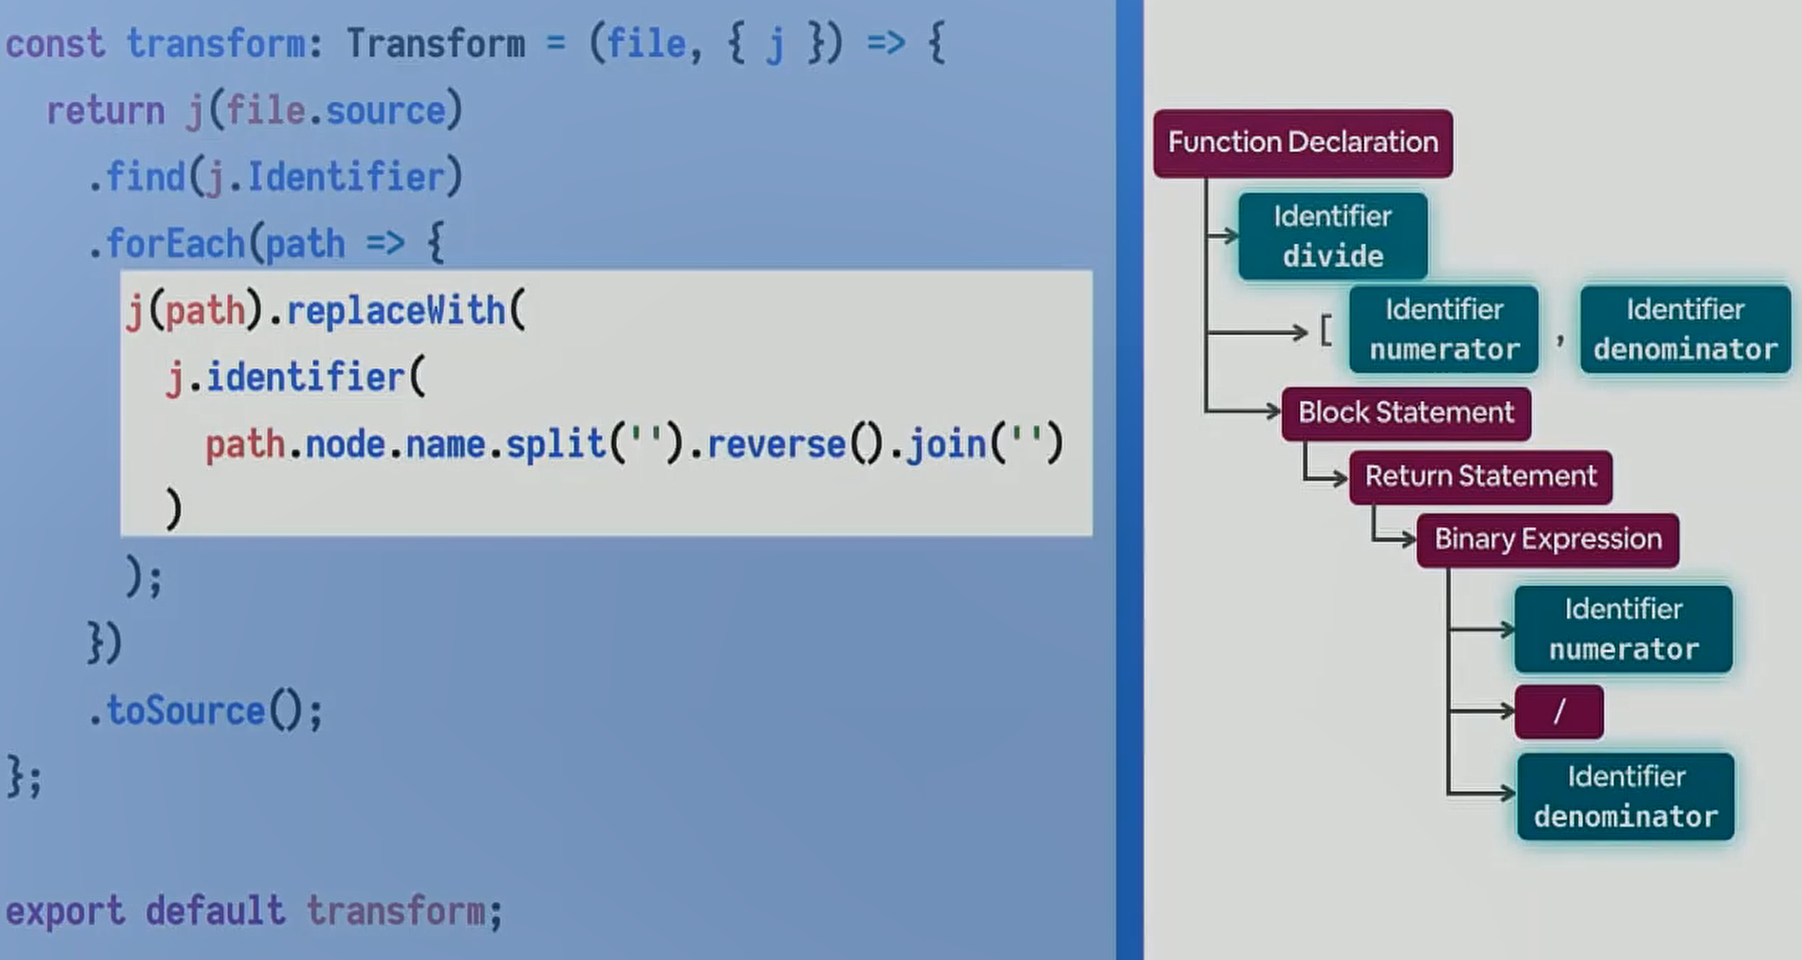 const transform: Transform = (file, { j }) => {
return j(file.source)
.find(j.Identifier)
.forEach(path => {
j(path).replaceWith(
j.identifier(
path.node.name.split('').reverse().join('')
)
);
})
.toSource();
};
export default transform;
Function Declaration
Identifier
divide
[
Identifier
numerator
,
Identifier
denominator
Block Statement
Return Statement
Binary Expression
Identifier
numerator
/
Identifier
denominator